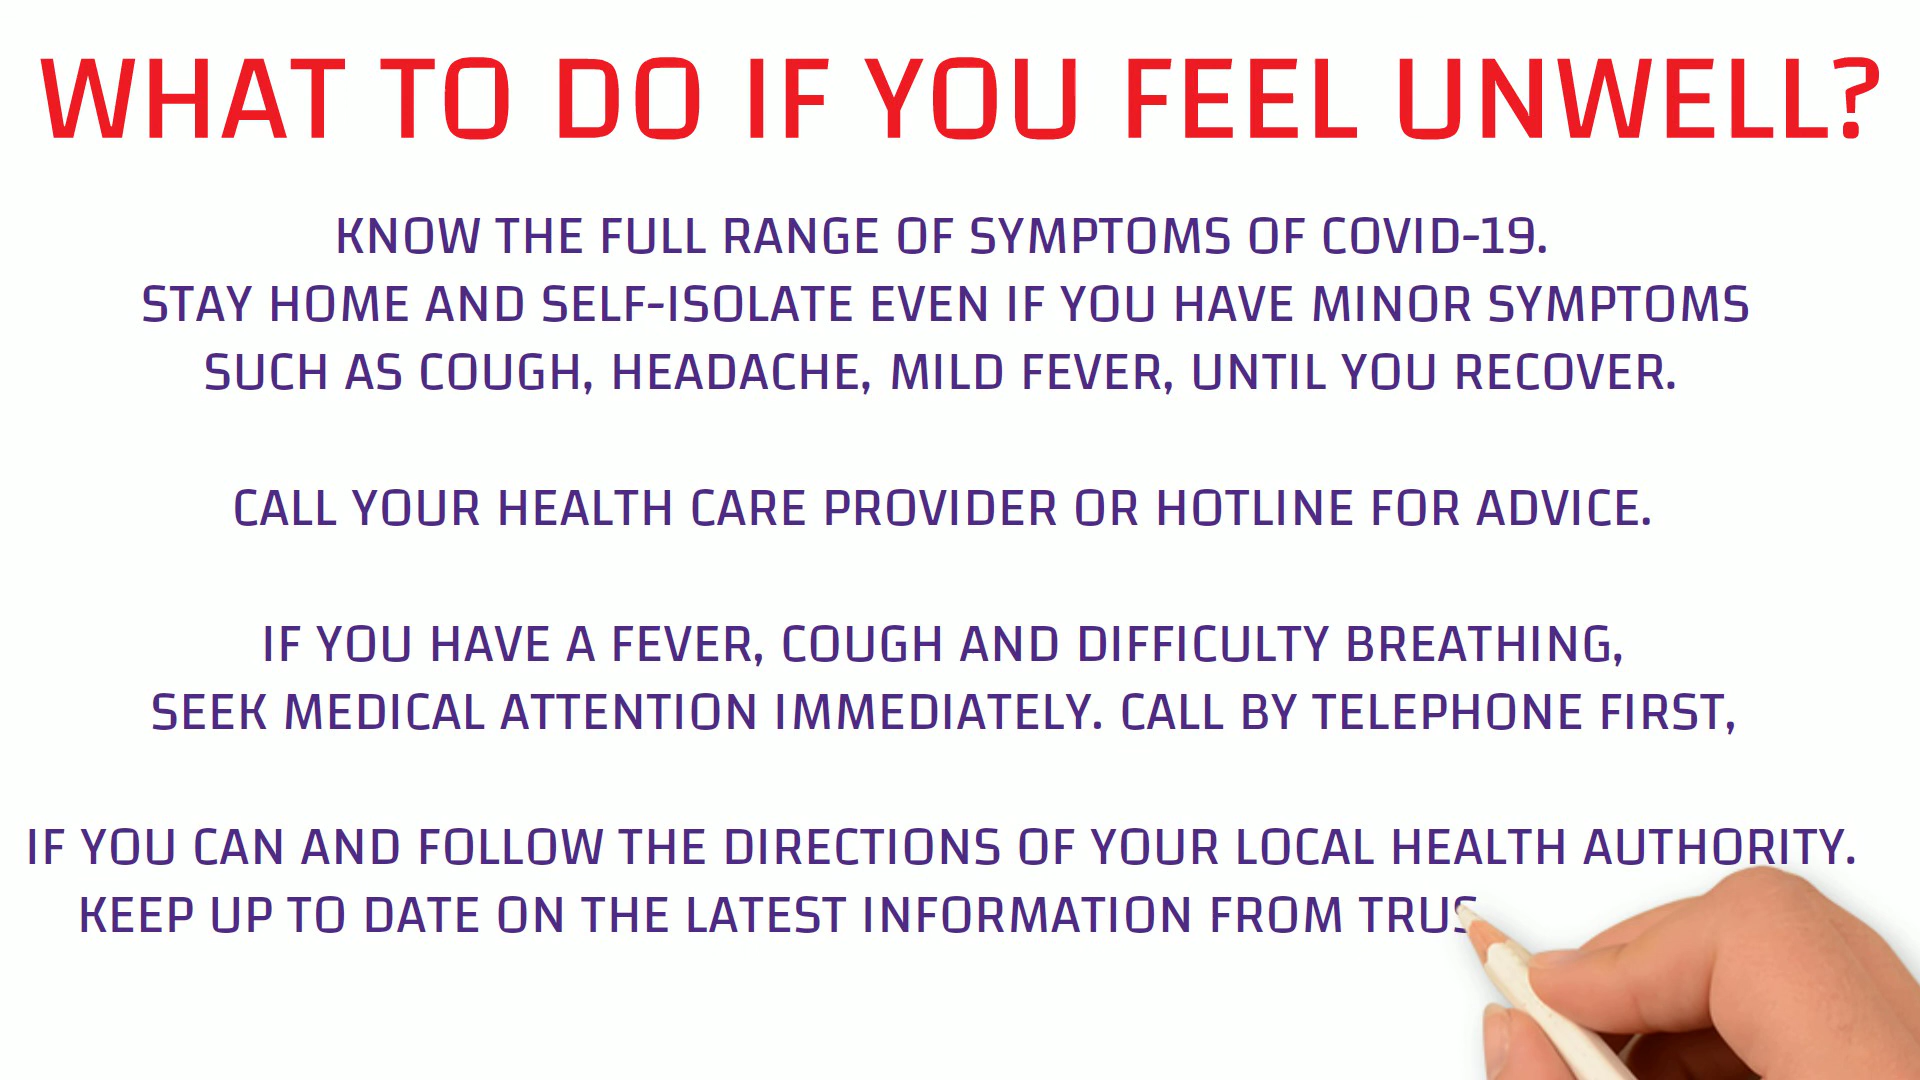 WHAT TO DO IF YOU FEEL UNWELL?
KNOW THE FULL RANGE OF SYMPTOMS OF COVID-19.
STAY HOME AND SELF-ISOLATE EVEN IF YOU HAVE MINOR SYMPTOMS
SUCH AS COUGH, HEADACHE, MILD FEVER, UNTIL YOU RECOVER.
CALL YOUR HEALTH CARE PROVIDER OR HOTLINE FOR ADVICE.
IF YOU HAVE A FEVER, COUGH AND DIFFICULTY BREATHING,
SEEK MEDICAL ATTENTION IMMEDIATELY. CALL BY TELEPHONE FIRST,
IF YOU CAN AND FOLLOW THE DIRECTIONS OF YOUR LOCAL HEALTH AUTHORITY.
KEEP UP TO DATE ON THE LATEST INFORMATION FROM TRUS